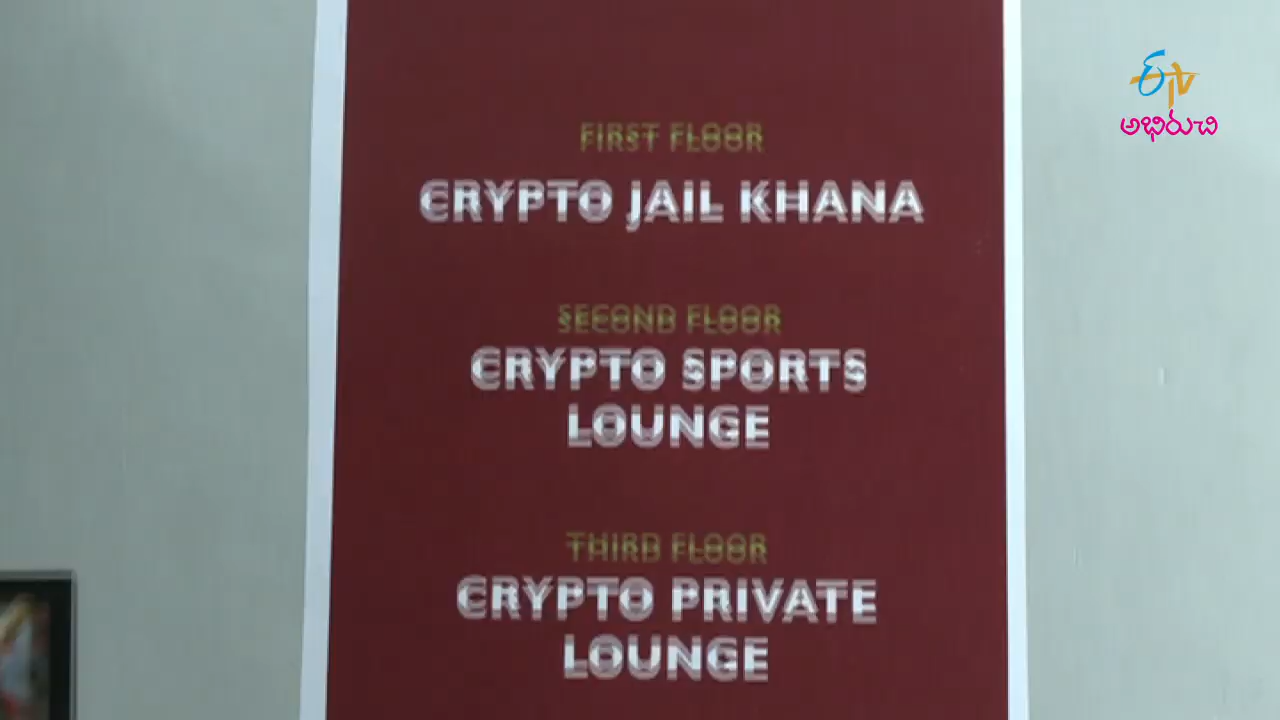 FIRST FLOOR
CRYPTO JAIL KHANA
SECOND FLOOR
CRYPTO SPORTS
LOUNGE
THIRD FLOOR
CRYPTO PRIVATE
LOUNGE
ETV
అభిరుచి